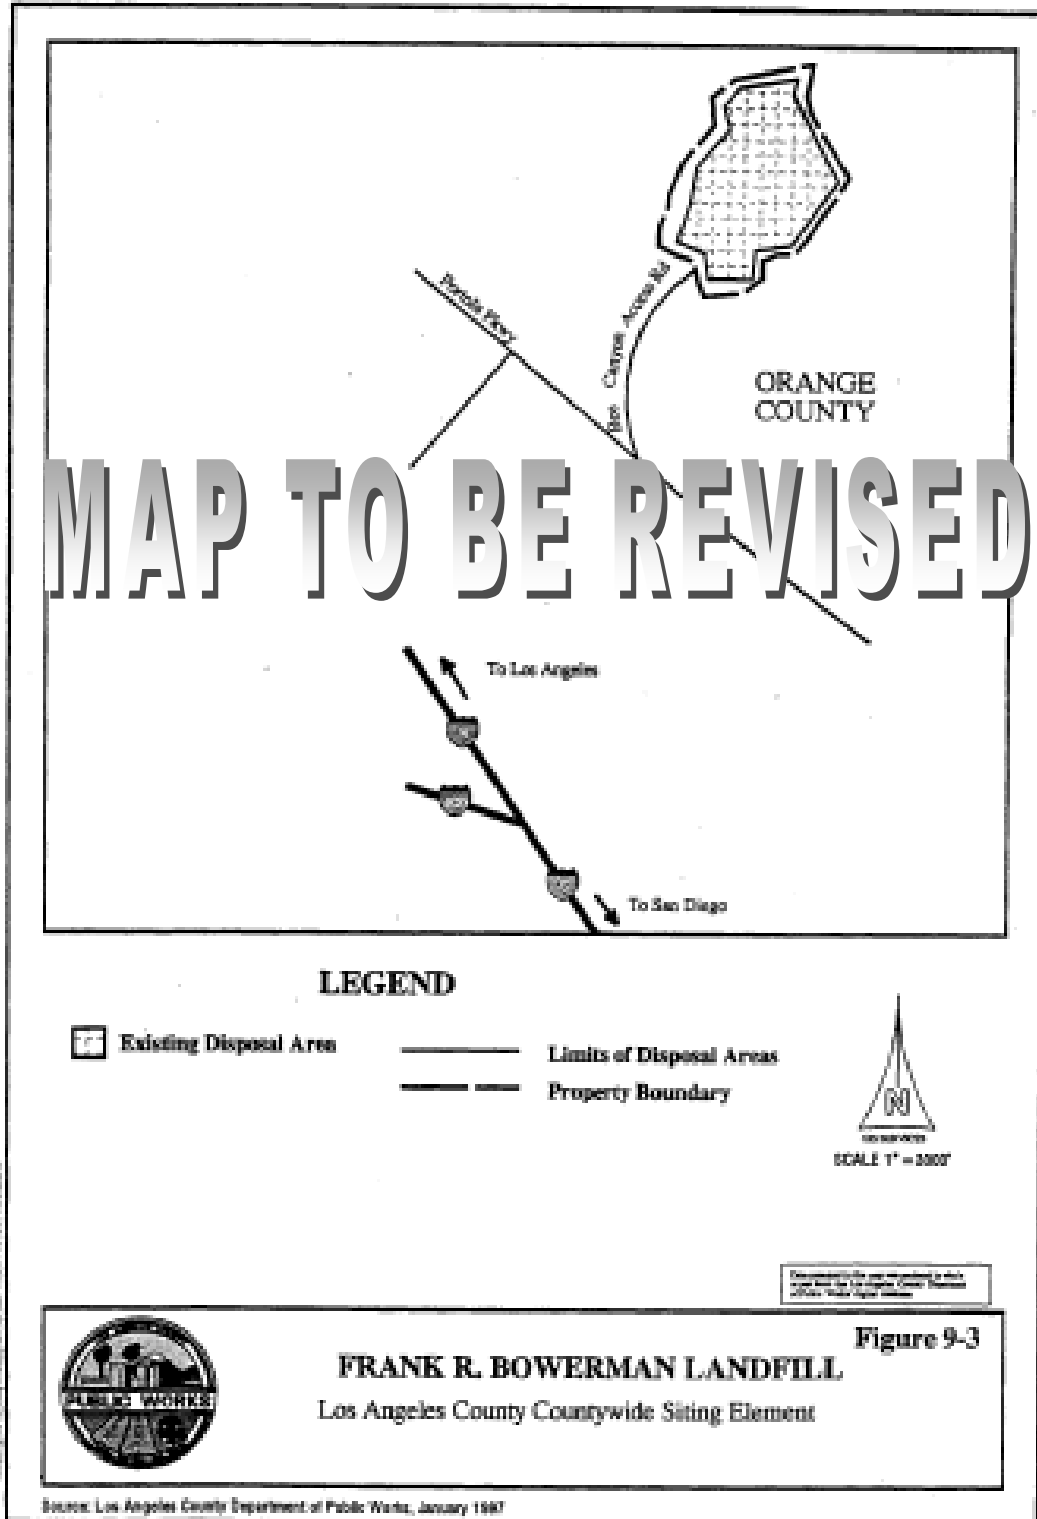 Portola Pkwy
Bee Canyon Access Rd
ORANGE
COUNTY
MAP TO BE REVISED
To Los Angeles
To San Diego
LEGEND
Existing Disposal Area
Limits of Disposal Areas
Property Boundary
N
SCALE 1" = 3000'
Figure 9-3
FRANK R. BOWERMAN LANDFILL
Los Angeles County Countywide Siting Element
PUBLIC WORKS
Source: Los Angeles County Department of Public Works, January 1997